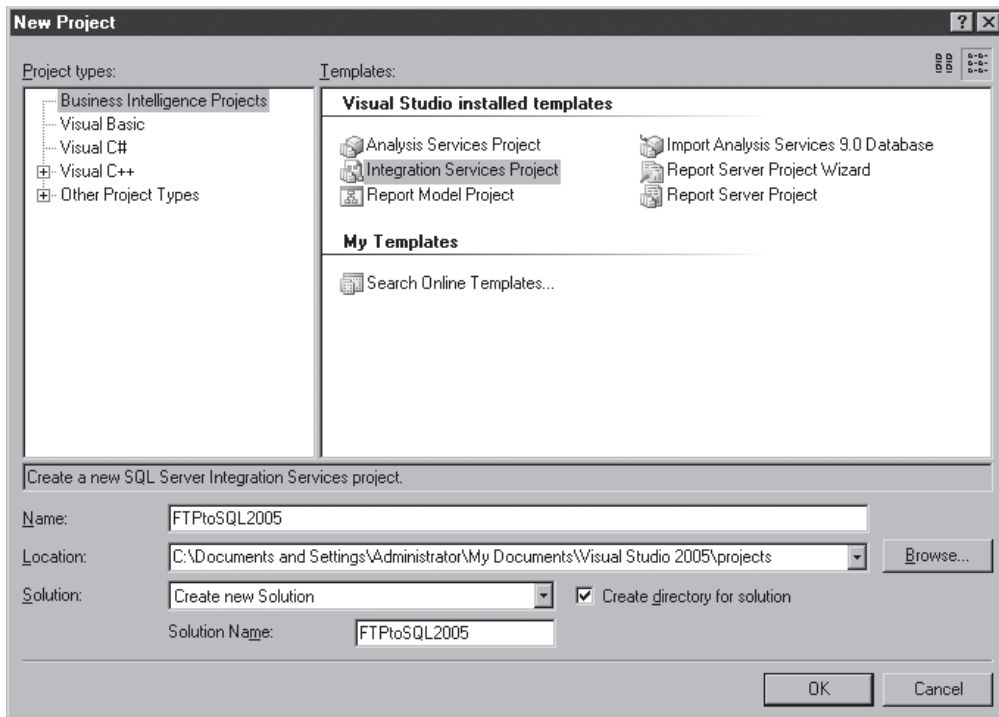 New Project
Project types:
Templates:
Business Intelligence Projects
Visual Basic
Visual C#
Visual C++
Other Project Types
Visual Studio installed templates
Analysis Services Project
Integration Services Project
Report Model Project
Import Analysis Services 9.0 Database
Report Server Project Wizard
Report Server Project
My Templates
Search Online Templates...
Create a new SQL Server Integration Services project.
Name: FTPtoSQL2005
Location: C:\Documents and Settings\Administrator\My Documents\Visual Studio 2005\projects Browse...
Solution: Create new Solution Create directory for solution
Solution Name: FTPtoSQL2005
OK Cancel